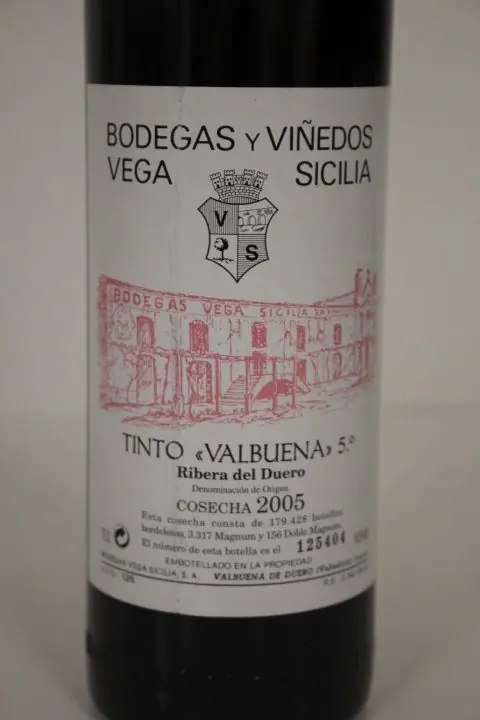 BODEGAS Y VIÑEDOS
VEGA SICILIA
V
S
BODEGAS VEGA SICILIA
TINTO «VALBUENA» 5.º
Ribera del Duero
Denominación de Origen
COSECHA 2005
Esta cosecha consta de 179.428 botellas
bordelesas, 3.317 Magnum y 156 Doble Magnum.
El número de esta botella es el 125404
EMBOTELLADO EN LA PROPIEDAD
BODEGAS VEGA SICILIA, S. A. VALBUENA DE DUERO (Valladolid)
126